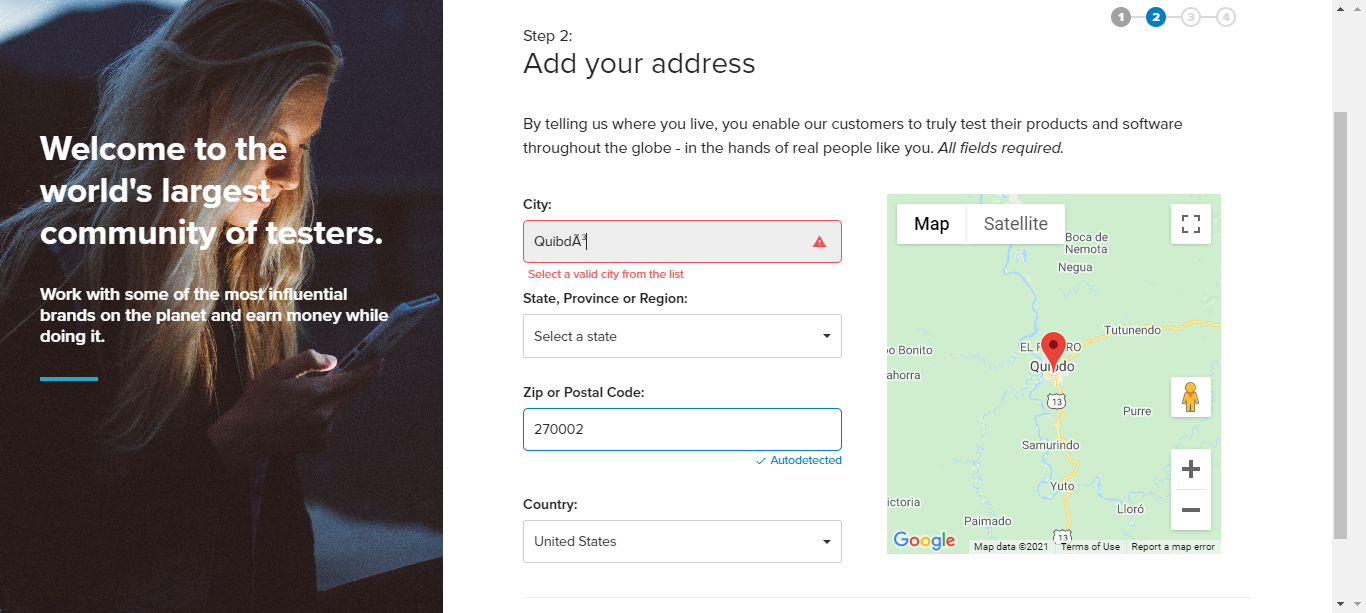 1 2 3 4
Step 2:
Add your address
Welcome to the
world's largest
community of testers.
Work with some of the most influential
brands on the planet and earn money while
doing it.
By telling us where you live, you enable our customers to truly test their products and software
throughout the globe - in the hands of real people like you. All fields required.
City:
QuibdÃ³
Select a valid city from the list
State, Province or Region:
Select a state
Zip or Postal Code:
270002
Autodetected
Country:
United States
Map Satellite
Boca de
Nemota
Negua
Tutunendo
Bonito
ahorra
13
Purre
Samurindo
Yuto
ictoria
Lloró
Paimado
13
Google
Map data ©2021 Terms of Use Report a map error